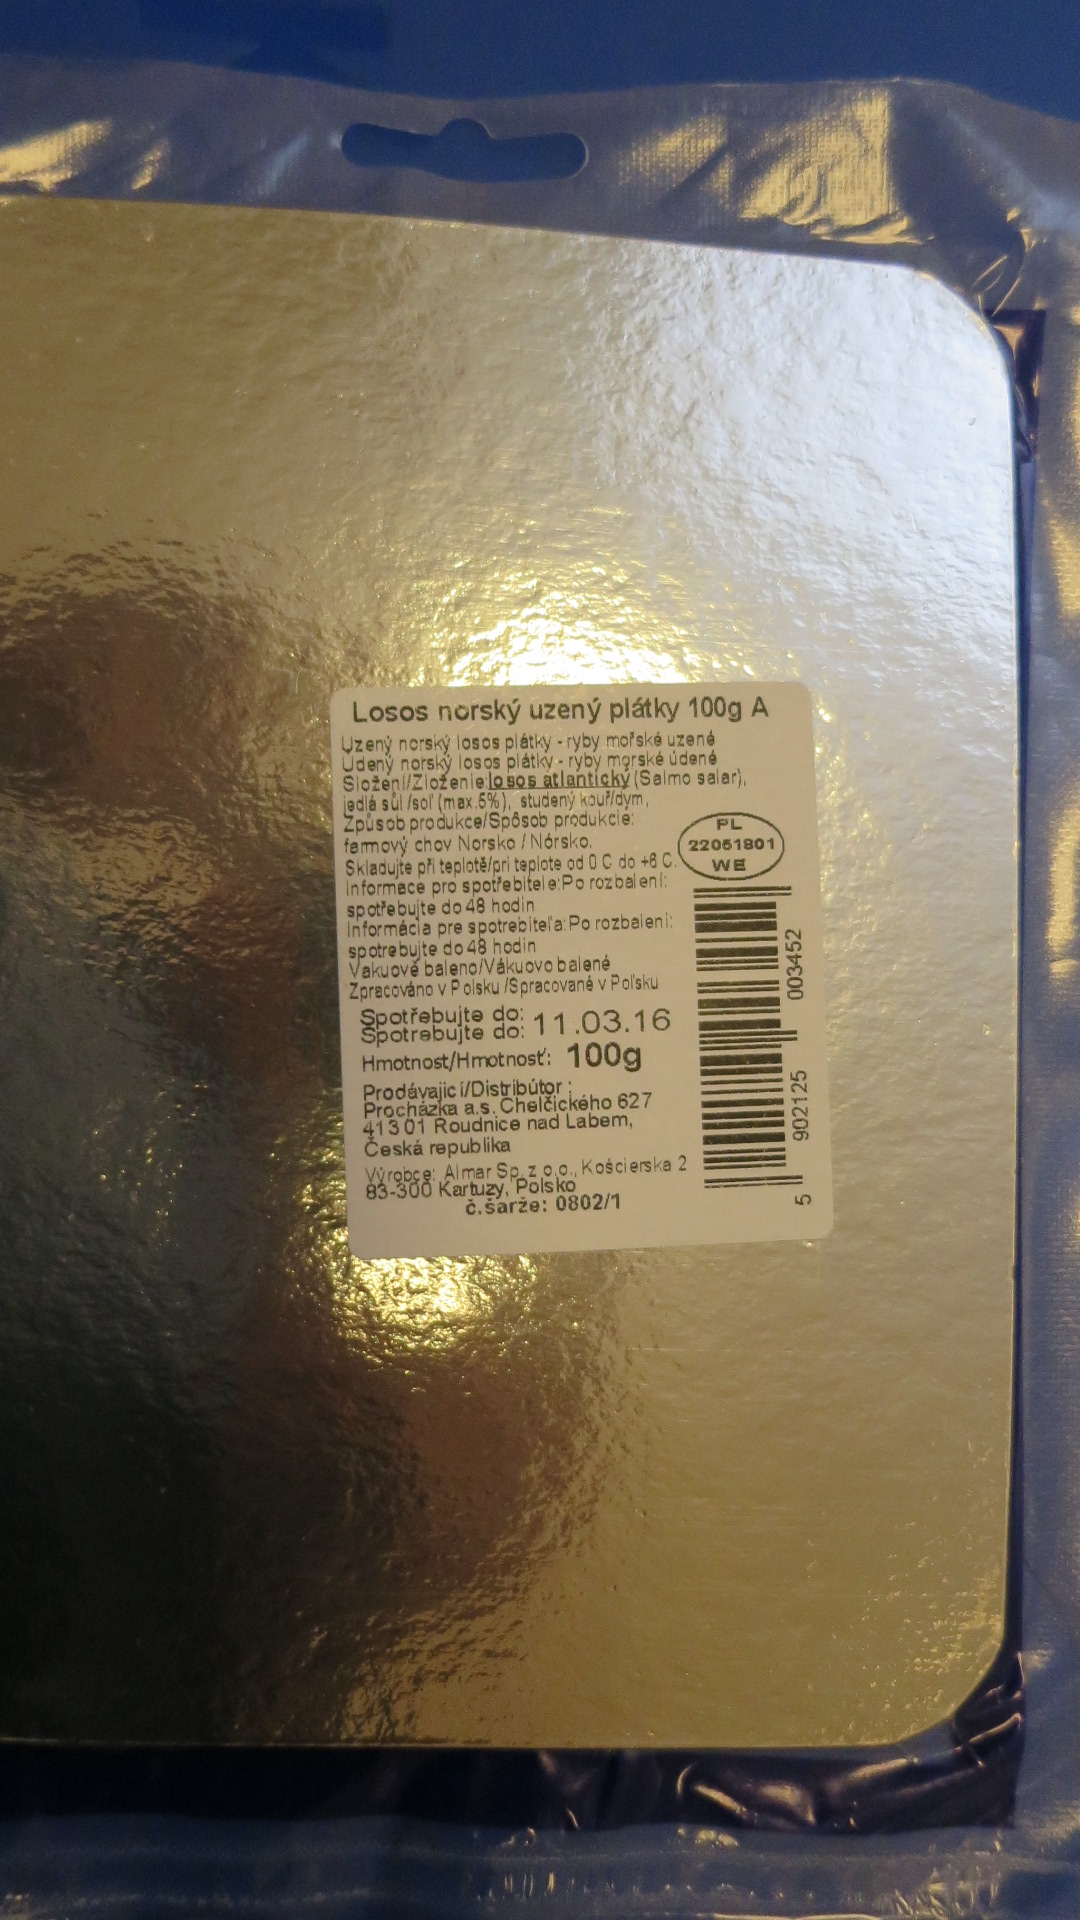 Losos norský uzený plátky 100g A
Uzený norský losos plátky - ryby mořské uzené
Údený norský losos plátky - ryby morské údené
Složení/Zloženie:losos atlantický (Salmo salar),
jedlá sůl /soľ (max.5%), studený kouř/dym,
Způsob produkce/Spôsob produkcie:
farmový chov Norsko / Nórsko.
Skladujte při teplotě/pri teplote od 0 C do +6 C.
Informace pro spotřebitele:Po rozbalení:
spotřebujte do 48 hodin
Informácia pre spotrebiteľa:Po rozbalení:
spotrebujte do 48 hodin
Vakuově baleno/Vákuovo balené
Zpracováno v Polsku /Spracované v Poľsku
Spotřebujte do:
Spotrebujte do: 11.03.16
Hmotnost/Hmotnosť: 100g
Prodávajicí/Distribútor :
Procházka a.s. Chelčického 627
413 01 Roudnice nad Labem,
Česká republika
Výrobce: Almar Sp. z o.o., Kościerska 2
83-300 Kartuzy, Polsko
č.šarže: 0802/1
PL
22051801
WE
5 902125 003452